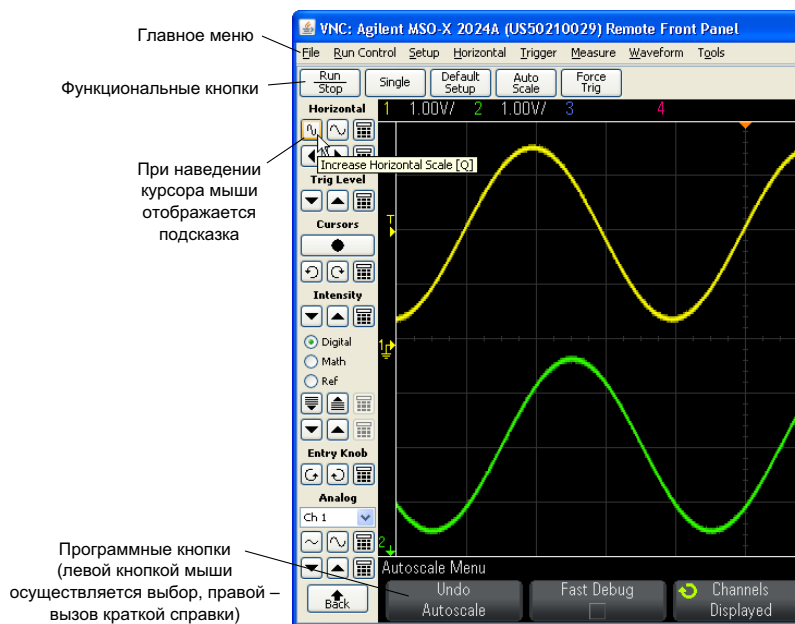 Главное меню
Функциональные кнопки
При наведении
курсора мыши
отображается
подсказка
Программные кнопки
(левой кнопкой мыши
осуществляется выбор, правой –
вызов краткой справки)
VNC: Agilent MSO-X 2024A (US50210029) Remote Front Panel
File Run Control Setup Horizontal Trigger Measure Waveform Tools
Run
Stop
Single
Default
Setup
Auto
Scale
Force
Trig
Horizontal
1 1.00V/ 2 1.00V/ 3 4
Increase Horizontal Scale [Q]
Trig Level
T
Cursors
Intensity
Digital
1
Math
Ref
Entry Knob
Analog
Ch 1
2
Autoscale Menu
Undo
Autoscale
Fast Debug
Channels
Displayed
Back